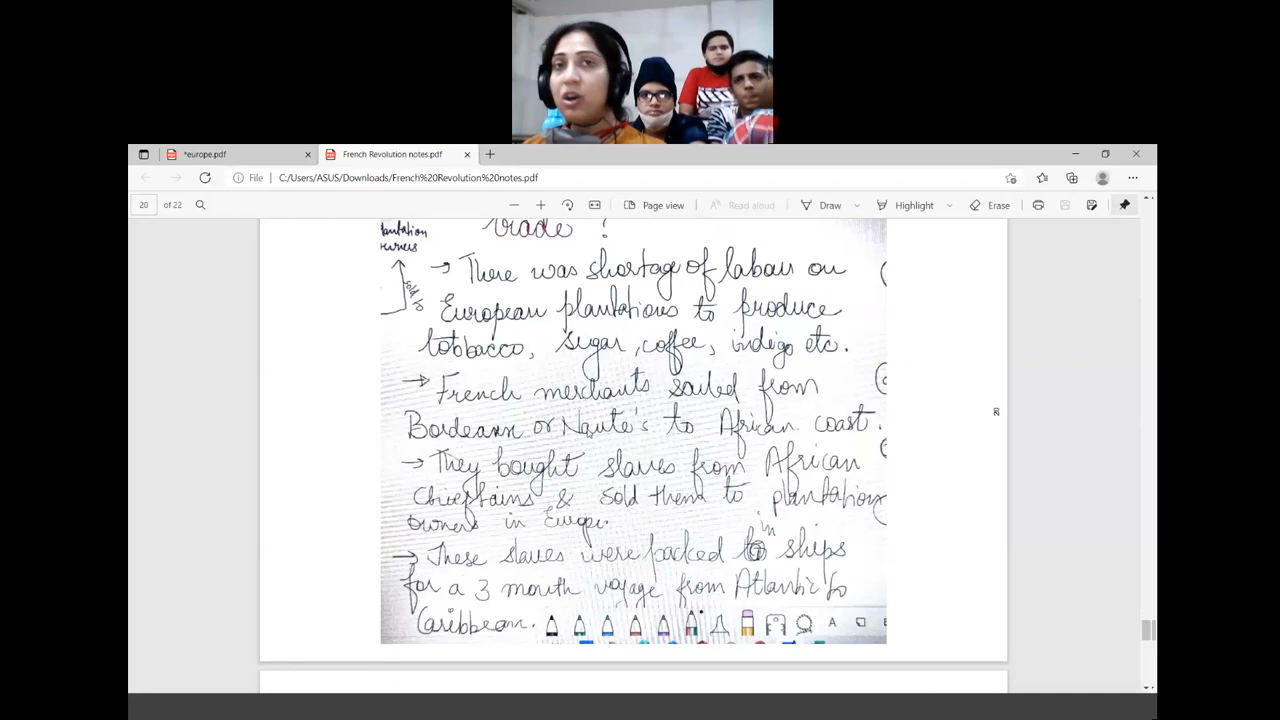 *europe.pdf
French Revolution notes.pdf
File
C:/Users/ASUS/Downloads/French%20Revolution%20notes.pdf
20 of 22
Page view
Read aloud
Draw
Highlight
Erase
trade ?
→ There was shortage of labour on
sold to
European plantations to produce
tobbacco, sugar, coffee, indigo etc.
→ French merchants sailed from
Bordeaux or Nante's to African coast.
→ They bought slaves from African
Chieftains & sold them to plantation
owners in Europe.
in
→ These slaves were packed ships
for a 3 month voyage from Atlantic to
Caribbean.
A